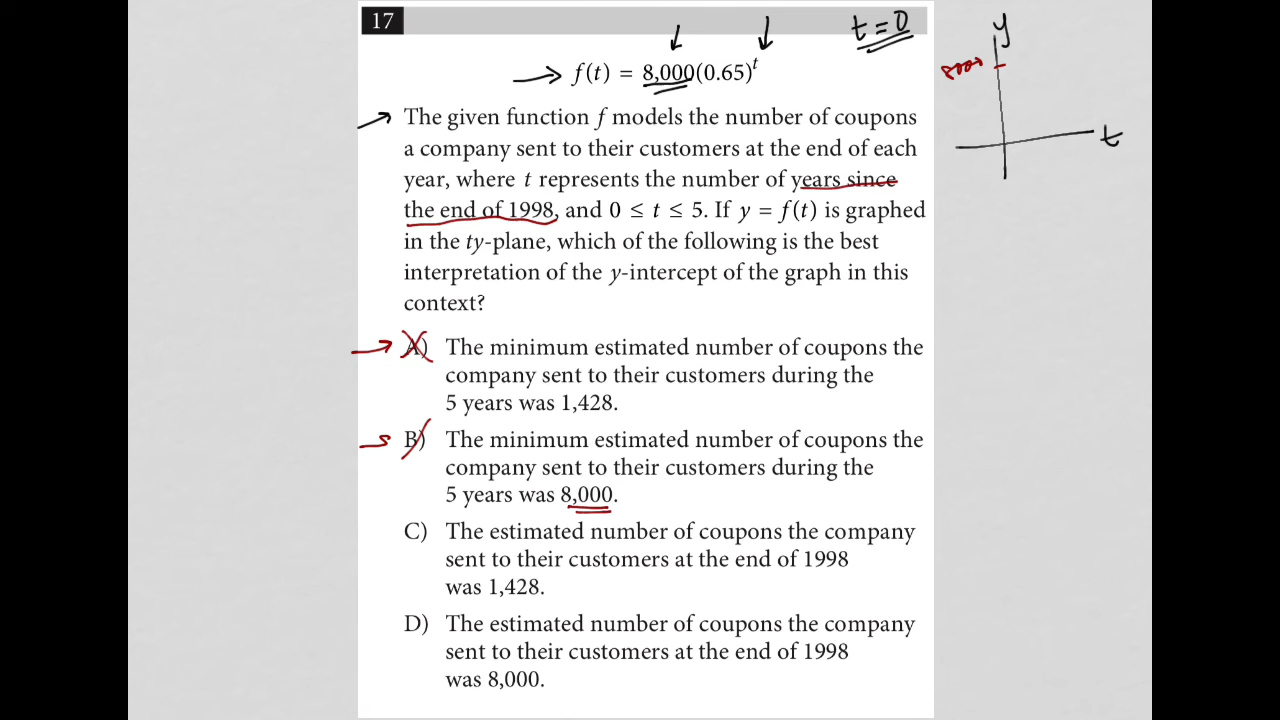 17
t = 0
y
f(t) = 8,000(0.65)^t
8000
t
The given function f models the number of coupons
a company sent to their customers at the end of each
year, where t represents the number of years since
the end of 1998, and 0 ≤ t ≤ 5. If y = f(t) is graphed
in the ty-plane, which of the following is the best
interpretation of the y-intercept of the graph in this
context?
A) The minimum estimated number of coupons the
company sent to their customers during the
5 years was 1,428.
B) The minimum estimated number of coupons the
company sent to their customers during the
5 years was 8,000.
C) The estimated number of coupons the company
sent to their customers at the end of 1998
was 1,428.
D) The estimated number of coupons the company
sent to their customers at the end of 1998
was 8,000.